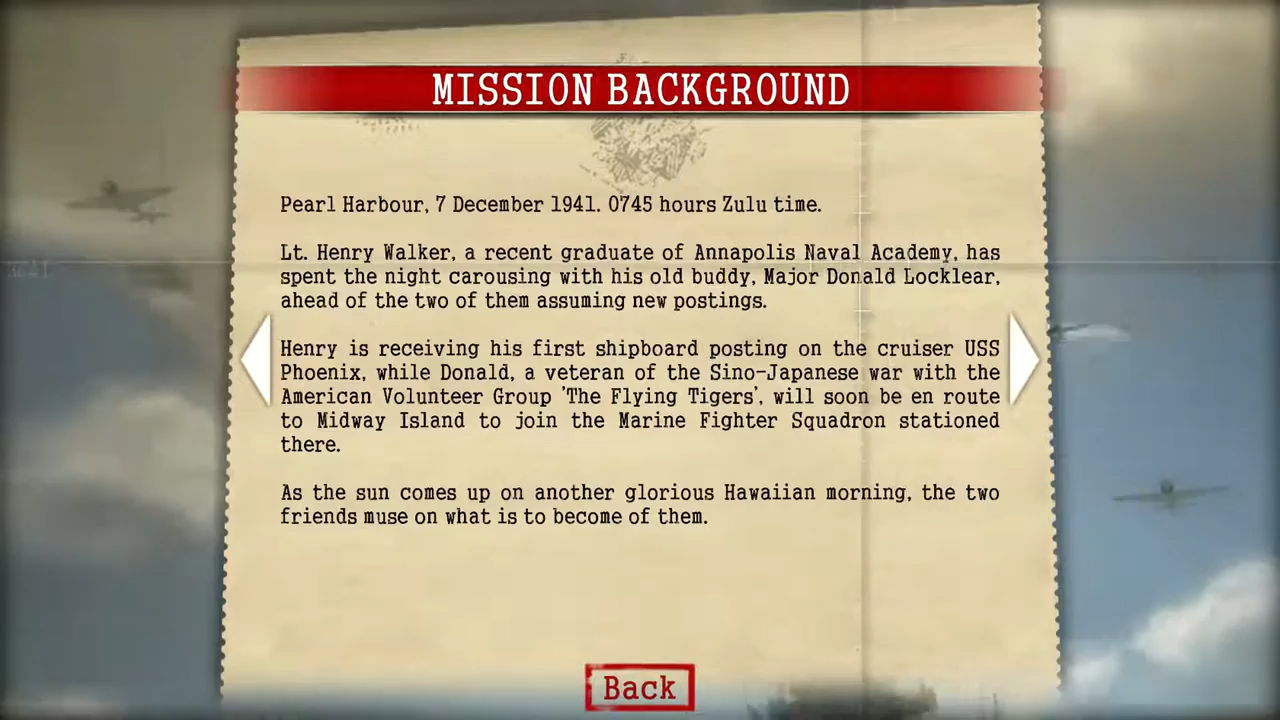 MISSION BACKGROUND
Pearl Harbour, 7 December 1941. 0745 hours Zulu time.
Lt. Henry Walker, a recent graduate of Annapolis Naval Academy, has
spent the night carousing with his old buddy, Major Donald Locklear,
ahead of the two of them assuming new postings.
Henry is receiving his first shipboard posting on the cruiser USS
Phoenix, while Donald, a veteran of the Sino-Japanese war with the
American Volunteer Group 'The Flying Tigers', will soon be en route
to Midway Island to join the Marine Fighter Squadron stationed
there.
As the sun comes up on another glorious Hawaiian morning, the two
friends muse on what is to become of them.
Back